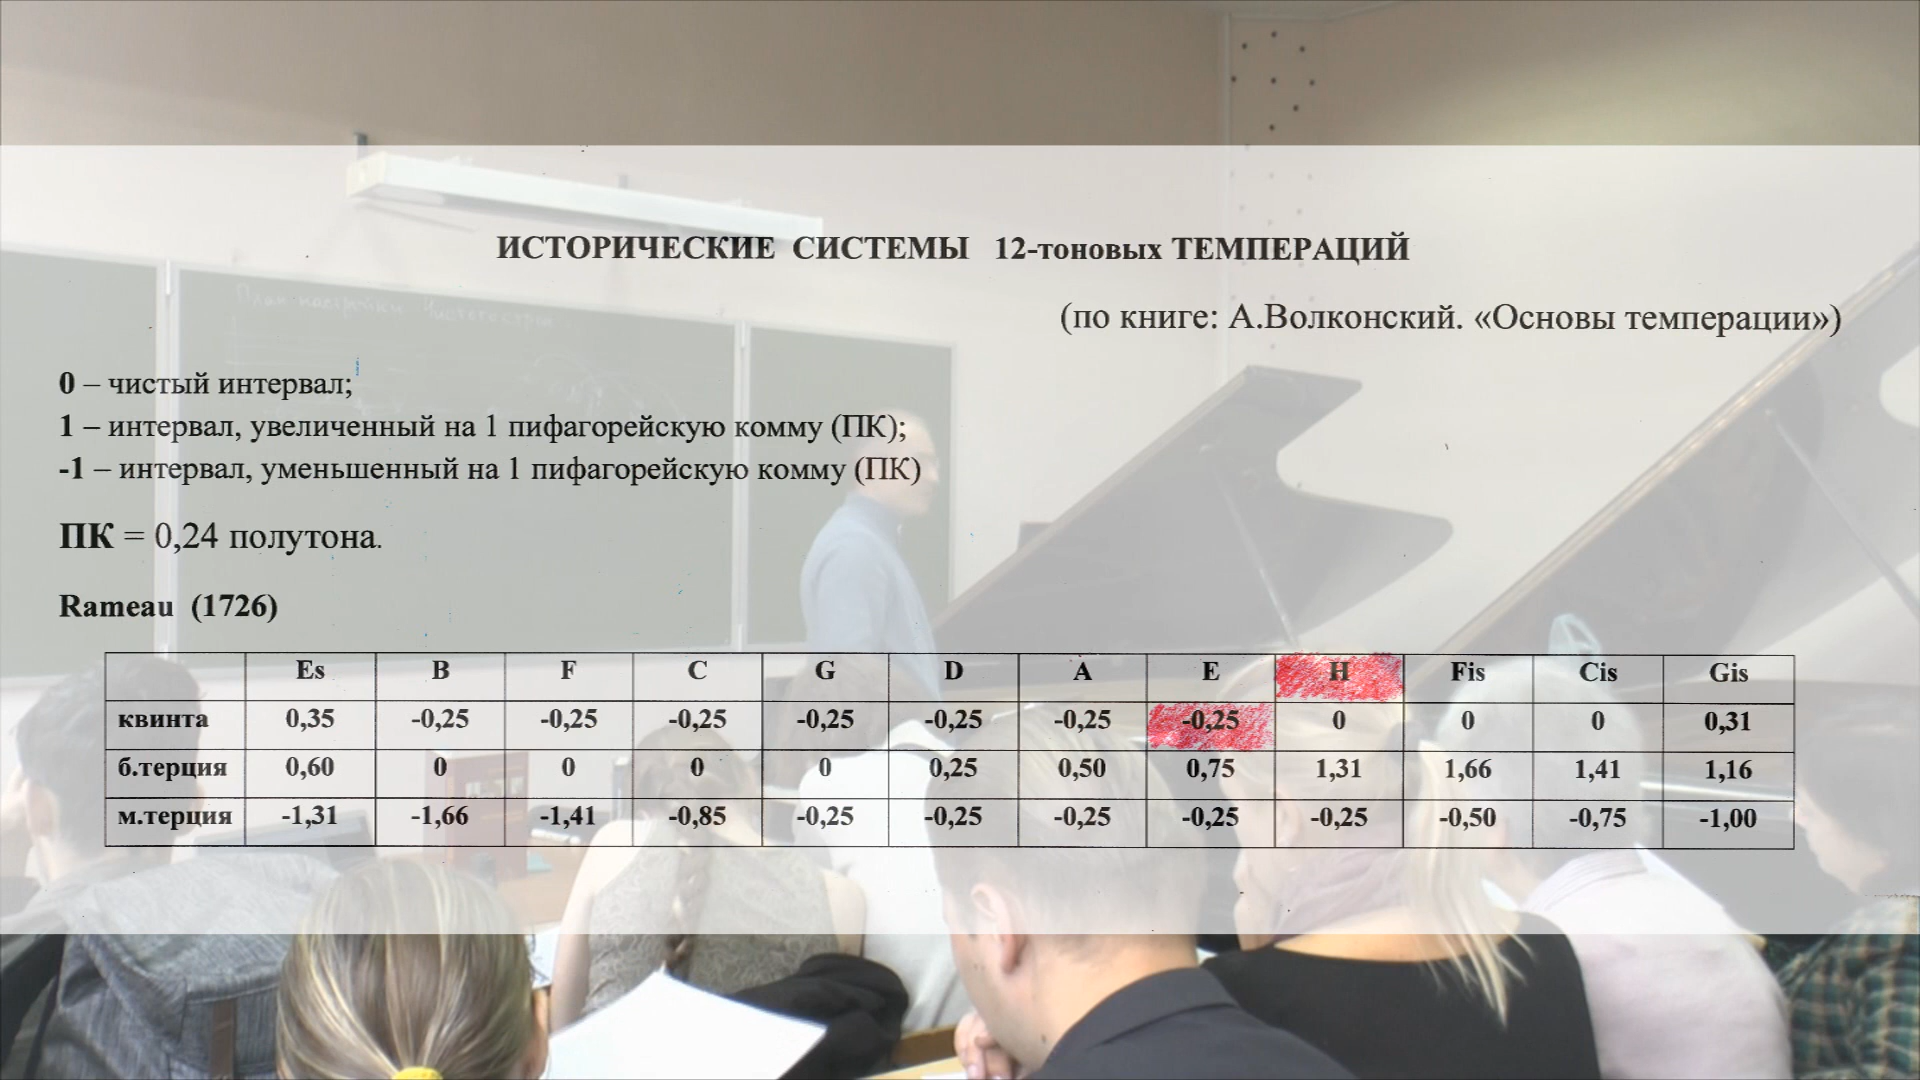 ИСТОРИЧЕСКИЕ СИСТЕМЫ 12-тоновых ТЕМПЕРАЦИЙ
(по книге: А.Волконский. «Основы темперации»)
0 – чистый интервал;
1 – интервал, увеличенный на 1 пифагорейскую комму (ПК);
-1 – интервал, уменьшенный на 1 пифагорейскую комму (ПК)
ПК = 0,24 полутона.
Rameau (1726)
Es B F C G D A E H Fis Cis Gis
квинта 0,35 -0,25 -0,25 -0,25 -0,25 -0,25 -0,25 -0,25 0 0 0 0,31
б.терция 0,60 0 0 0 0 0,25 0,50 0,75 1,31 1,66 1,41 1,16
м.терция -1,31 -1,66 -1,41 -0,85 -0,25 -0,25 -0,25 -0,25 -0,25 -0,50 -0,75 -1,00